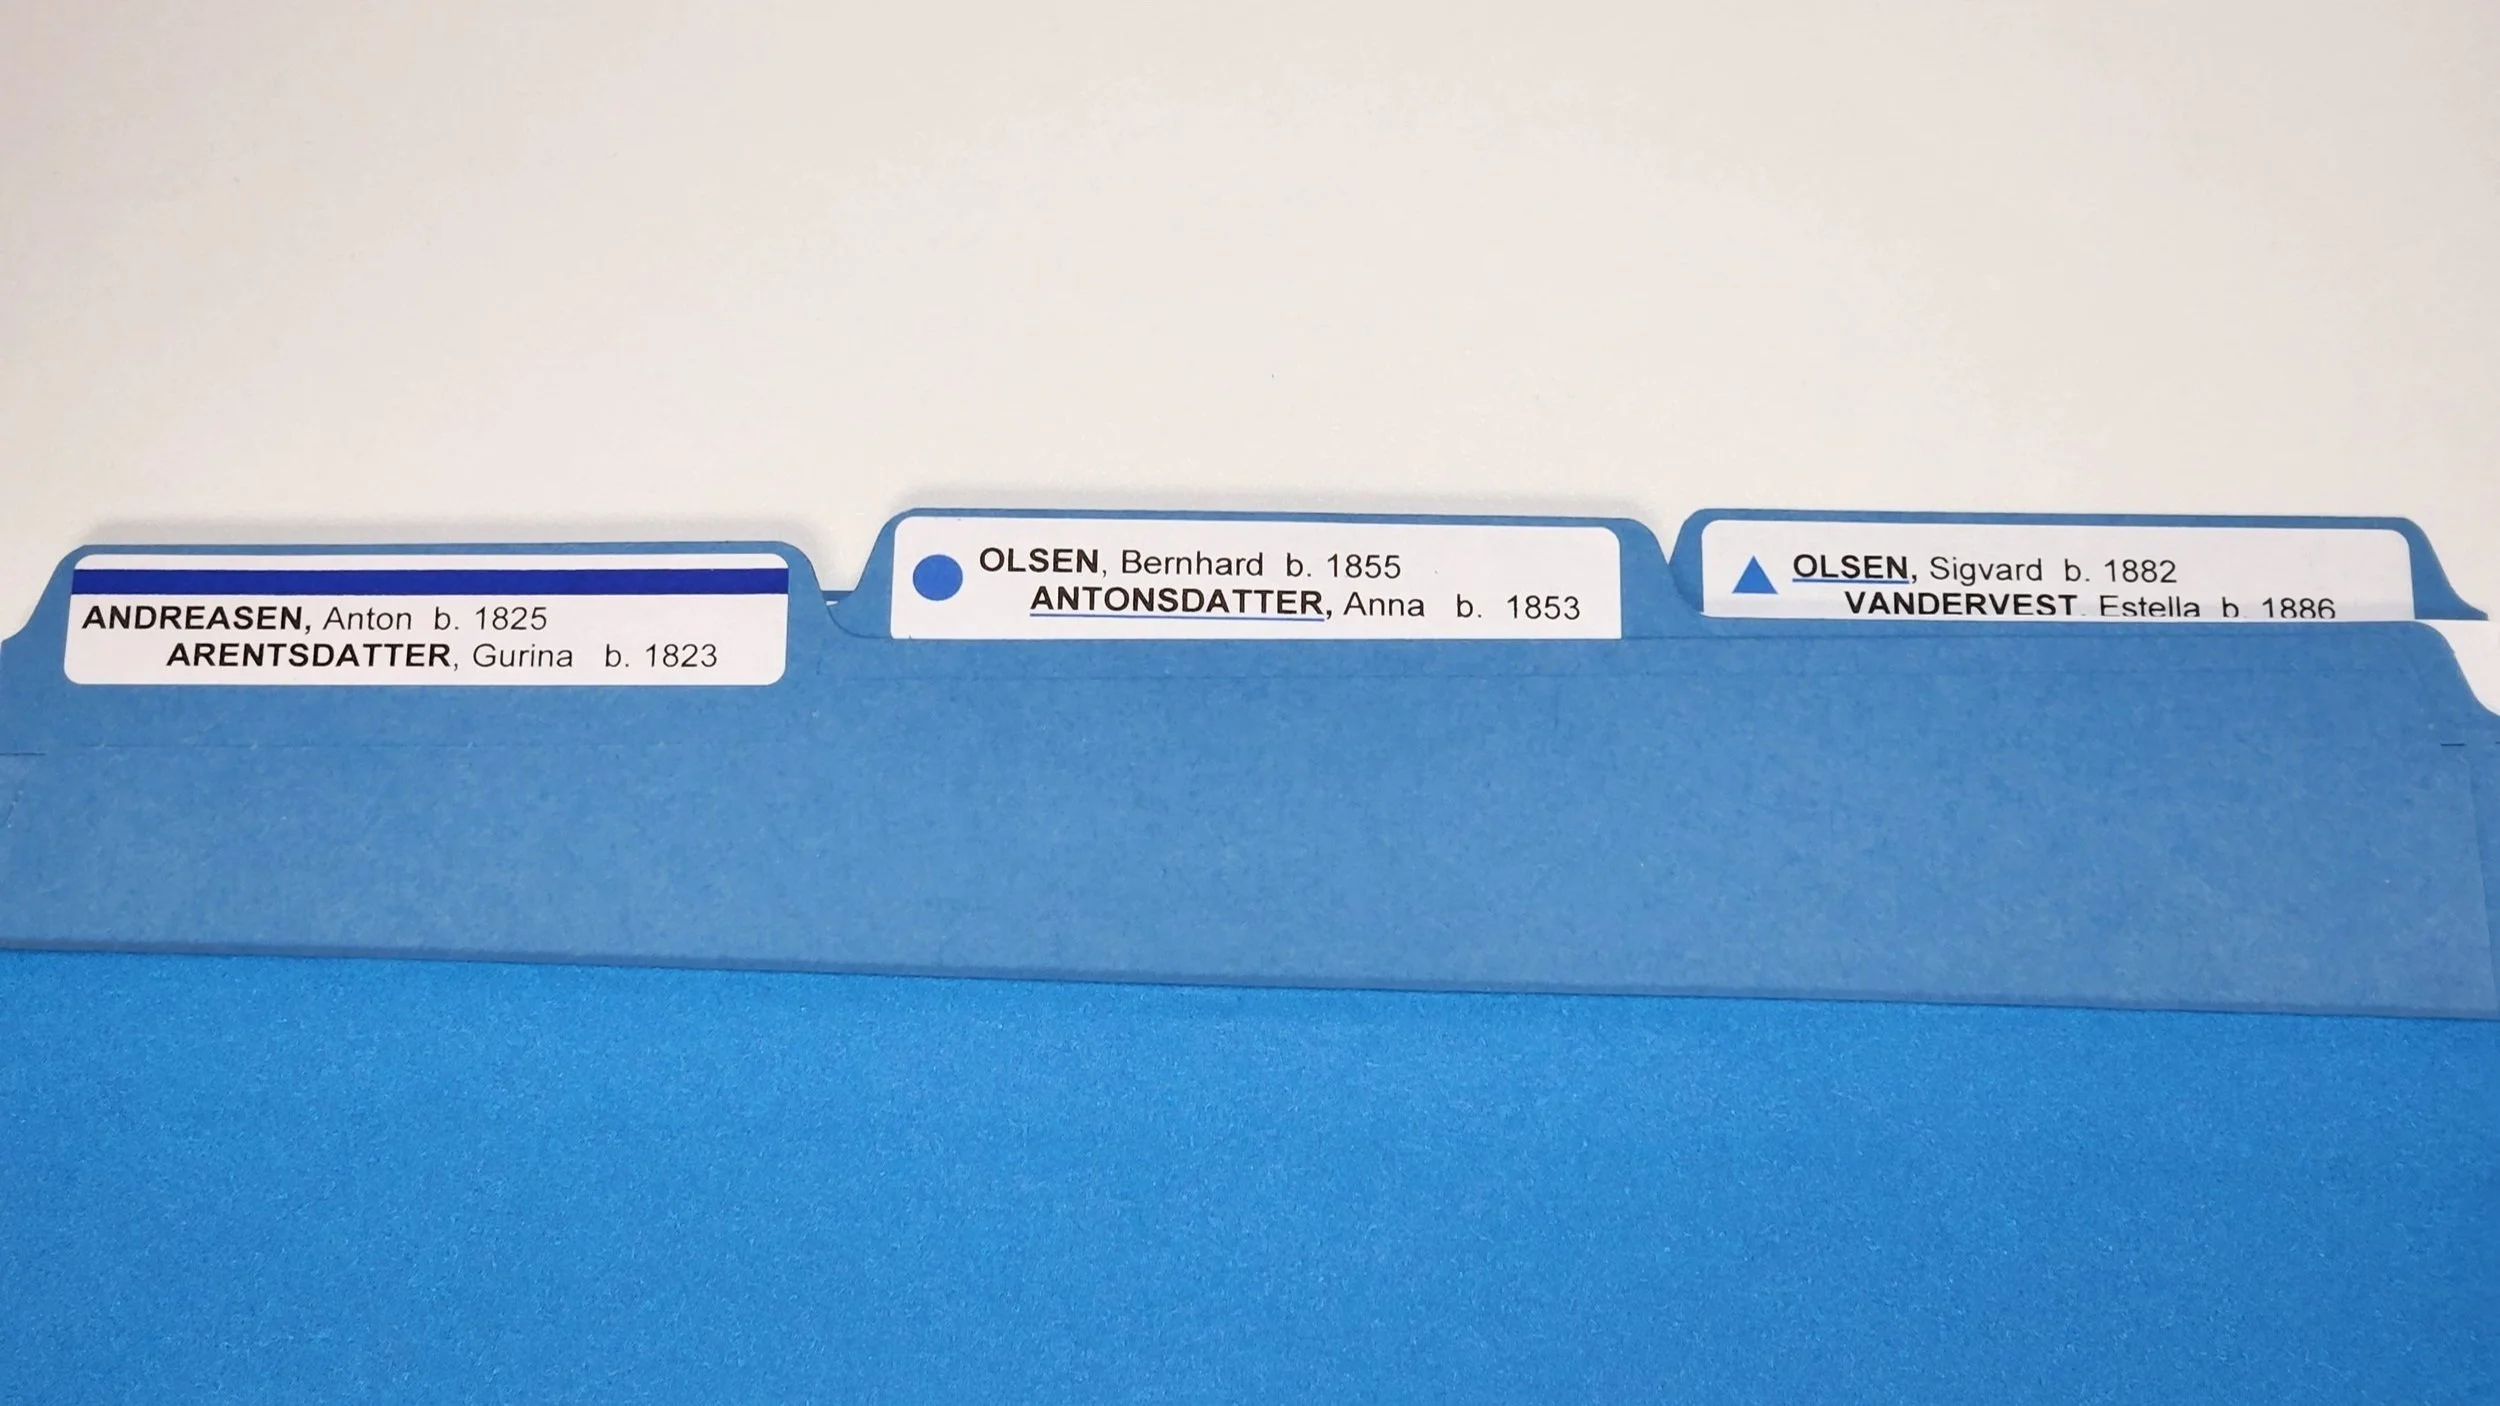 ANDREASEN, Anton b. 1825
ARENTSDATTER, Gurina b. 1823
OLSEN, Bernhard b. 1855
ANTONSDATTER, Anna b. 1853
OLSEN, Sigvard b. 1882
VANDERVEST, Estella b. 1886